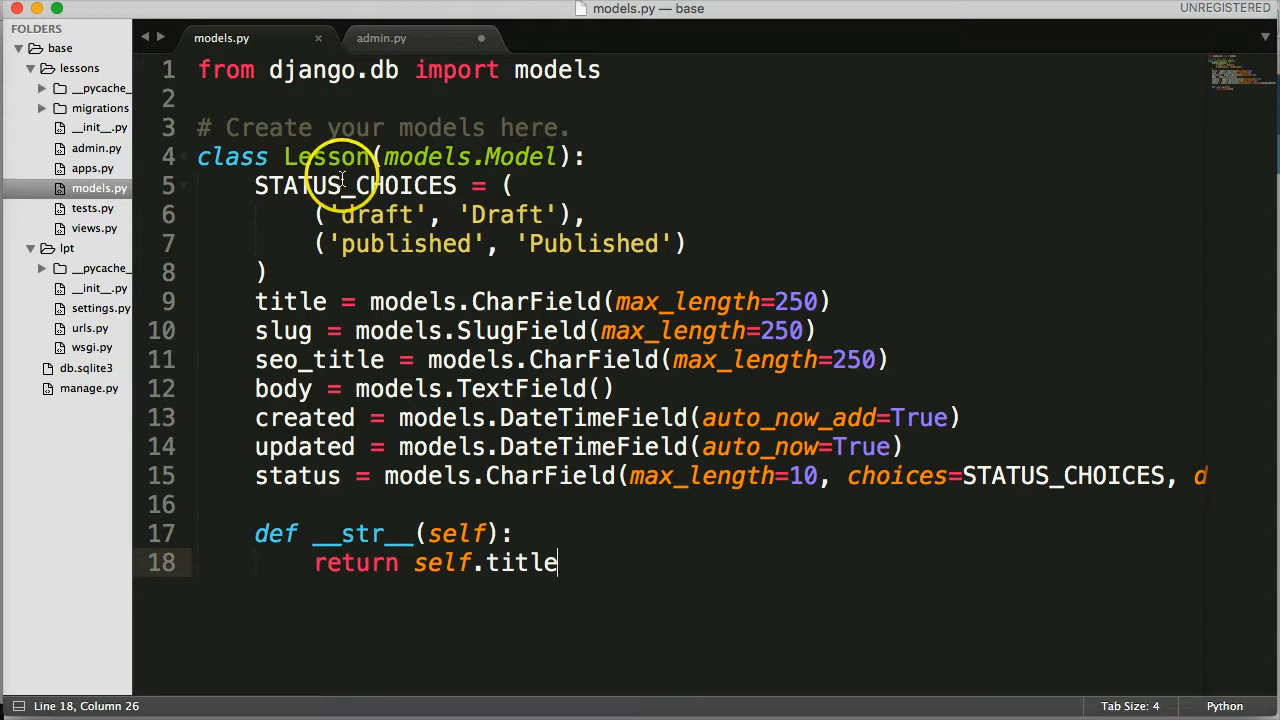 models.py — base
UNREGISTERED
FOLDERS
base
lessons
__pycache_
migrations
__init__.py
admin.py
apps.py
models.py
tests.py
views.py
lpt
__pycache_
__init__.py
settings.py
urls.py
wsgi.py
db.sqlite3
manage.py
models.py ×
admin.py
1 from django.db import models
2
3 # Create your models here.
4 class Lesson(models.Model):
5 STATUS_CHOICES = (
6 ('draft', 'Draft'),
7 ('published', 'Published')
8 )
9 title = models.CharField(max_length=250)
10 slug = models.SlugField(max_length=250)
11 seo_title = models.CharField(max_length=250)
12 body = models.TextField()
13 created = models.DateTimeField(auto_now_add=True)
14 updated = models.DateTimeField(auto_now=True)
15 status = models.CharField(max_length=10, choices=STATUS_CHOICES, d
16
17 def __str__(self):
18 return self.title
Line 18, Column 26
Tab Size: 4
Python